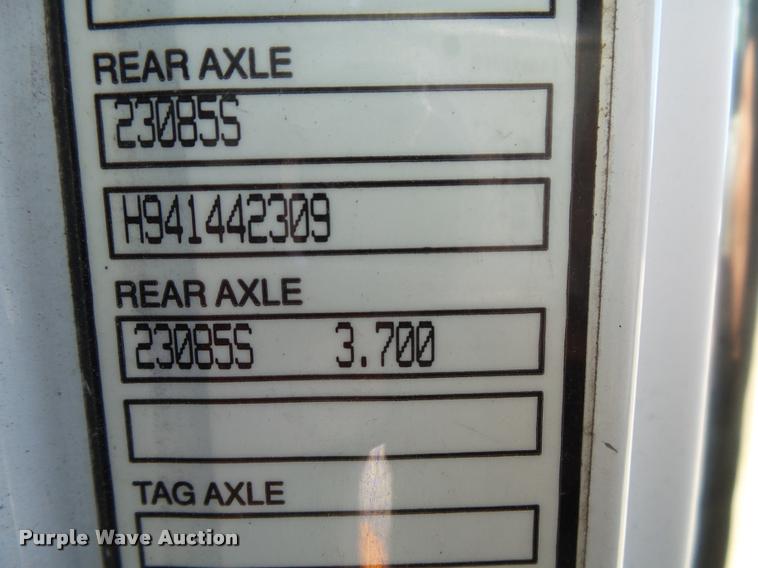 REAR AXLE
23085S
H941442309
REAR AXLE
23085S 3.700
TAG AXLE
Purple Wave Auction